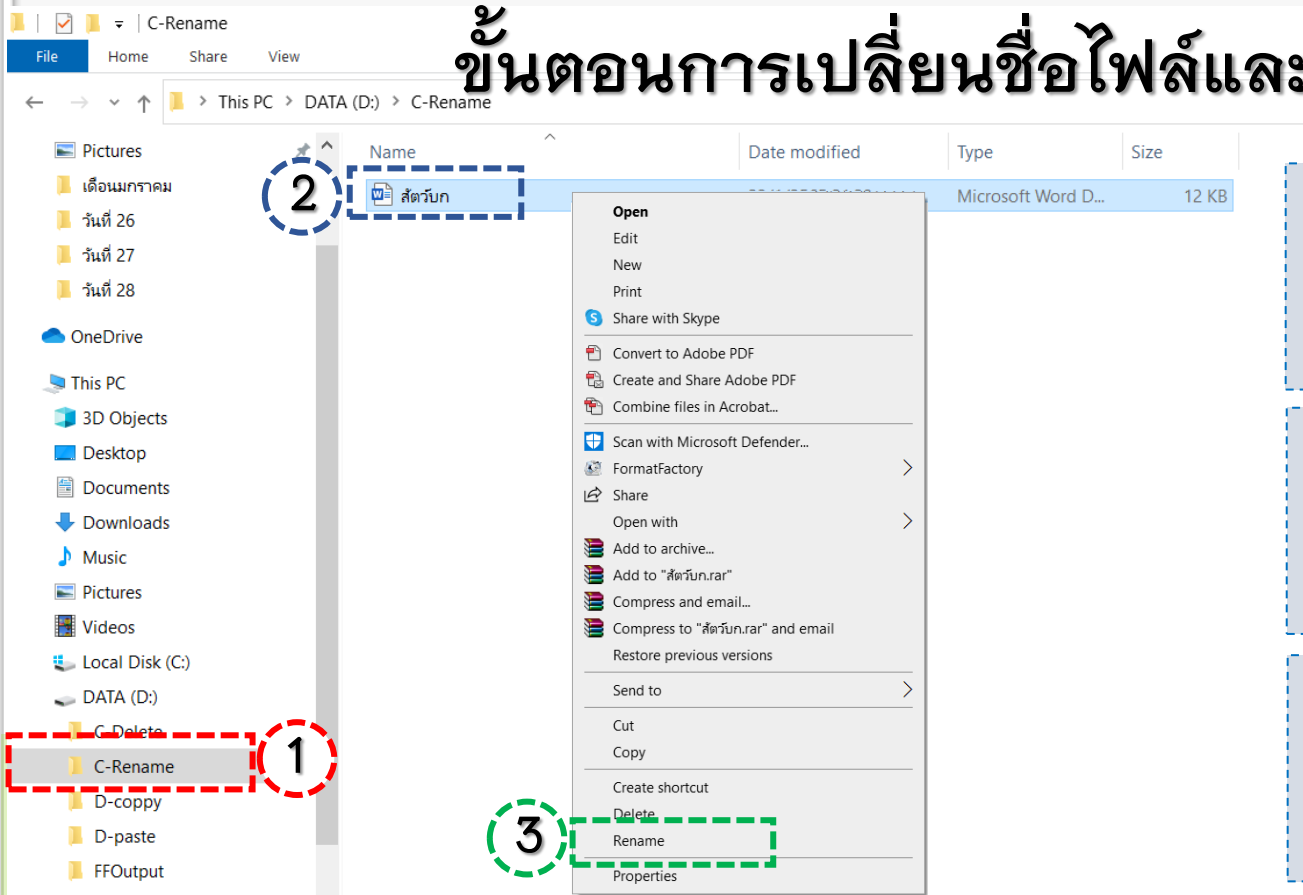 C-Rename
ขั้นตอนการเปลี่ยนชื่อไฟล์และ
File Home Share View
This PC > DATA (D:) > C-Rename
Name Date modified Type Size
Pictures
เดือนมกราคม
วันที่ 26
วันที่ 27
วันที่ 28
OneDrive
This PC
3D Objects
Desktop
Documents
Downloads
Music
Pictures
Videos
Local Disk (C:)
DATA (D:)
C-Delete
C-Rename
1
D-coppy
D-paste
FFOutput
2
สัตว์บก Microsoft Word D... 12 KB
Open
Edit
New
Print
S Share with Skype
Convert to Adobe PDF
Create and Share Adobe PDF
Combine files in Acrobat...
Scan with Microsoft Defender...
FormatFactory
Share
Open with
Add to archive...
Add to "สัตว์บก.rar"
Compress and email...
Compress to "สัตว์บก.rar" and email
Restore previous versions
Send to
Cut
Copy
Create shortcut
Delete
3
Rename
Properties